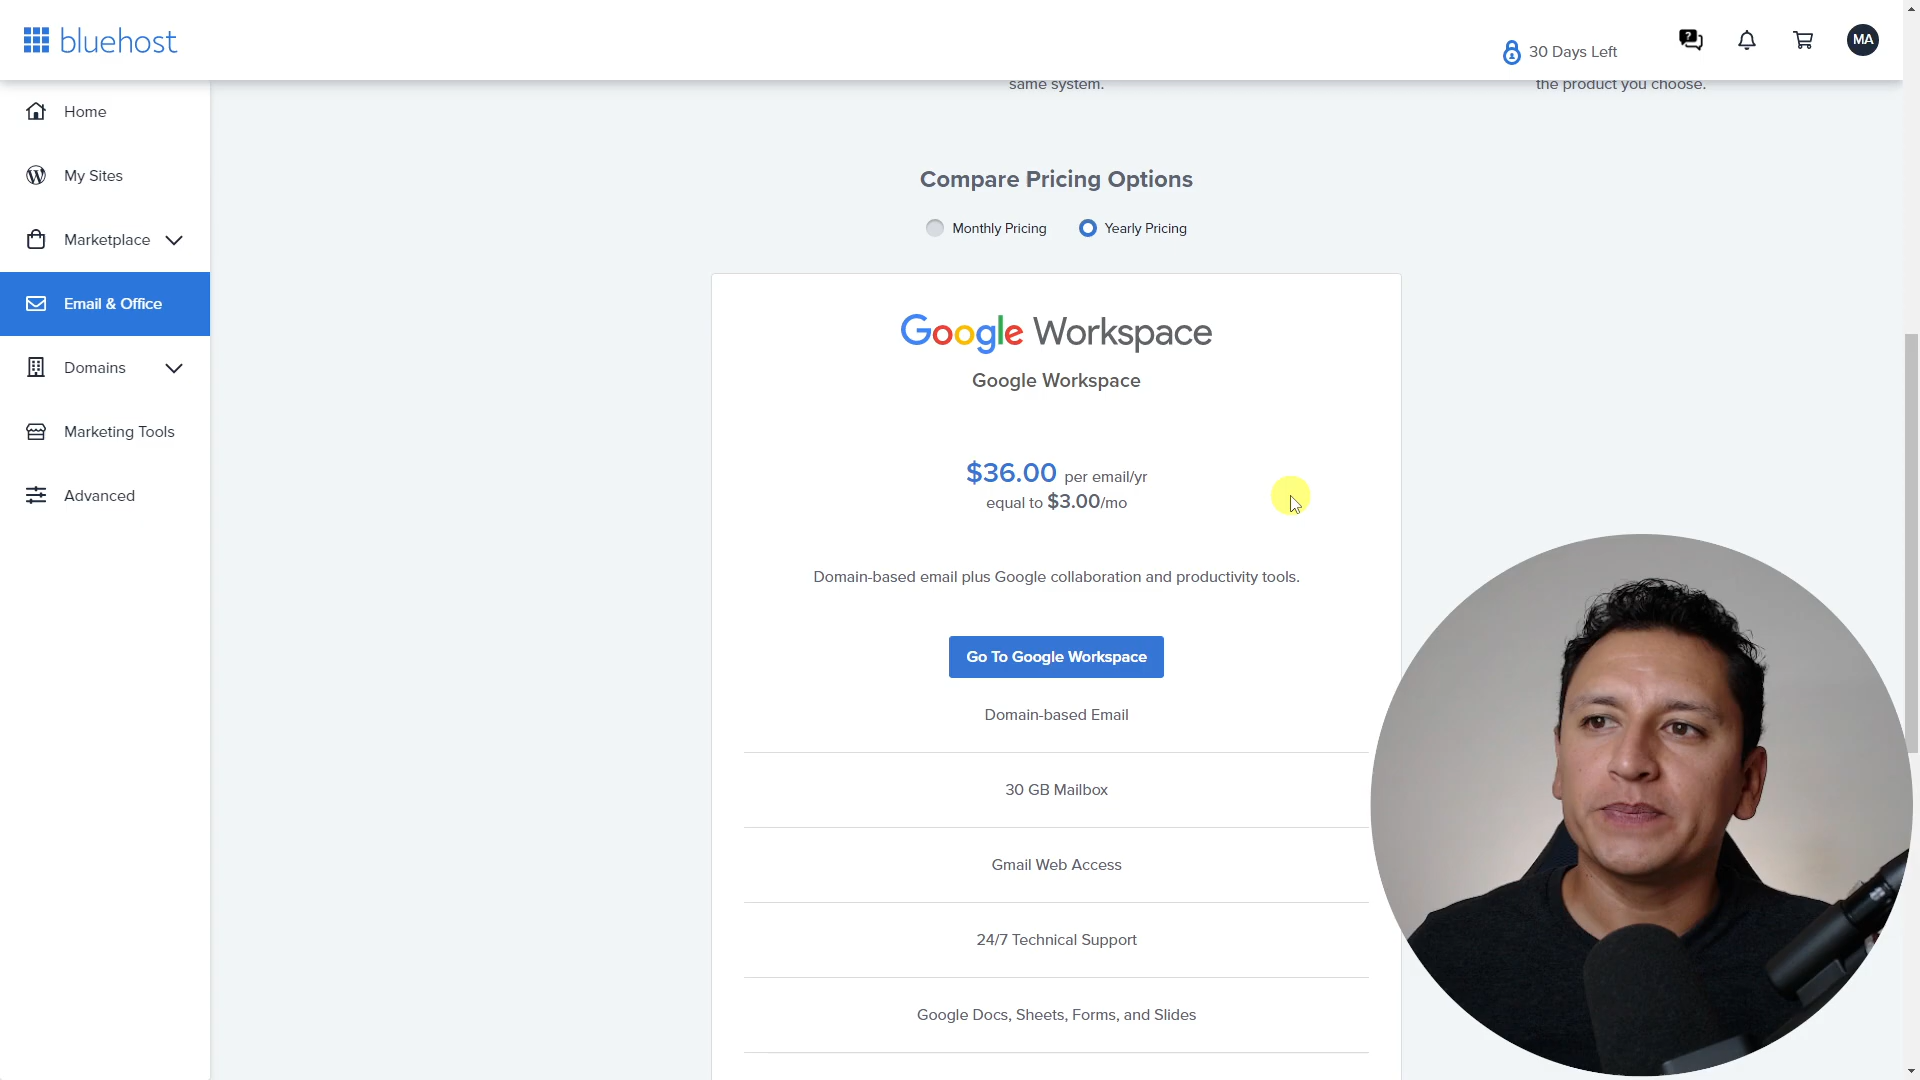 bluehost
30 Days Left
MA
Home
My Sites
Marketplace
Email & Office
Domains
Marketing Tools
Advanced
same system.
the product you choose.
Compare Pricing Options
Monthly Pricing
Yearly Pricing
Google Workspace
Google Workspace
$36.00 per email/yr
equal to $3.00/mo
Domain-based email plus Google collaboration and productivity tools.
Go To Google Workspace
Domain-based Email
30 GB Mailbox
Gmail Web Access
24/7 Technical Support
Google Docs, Sheets, Forms, and Slides